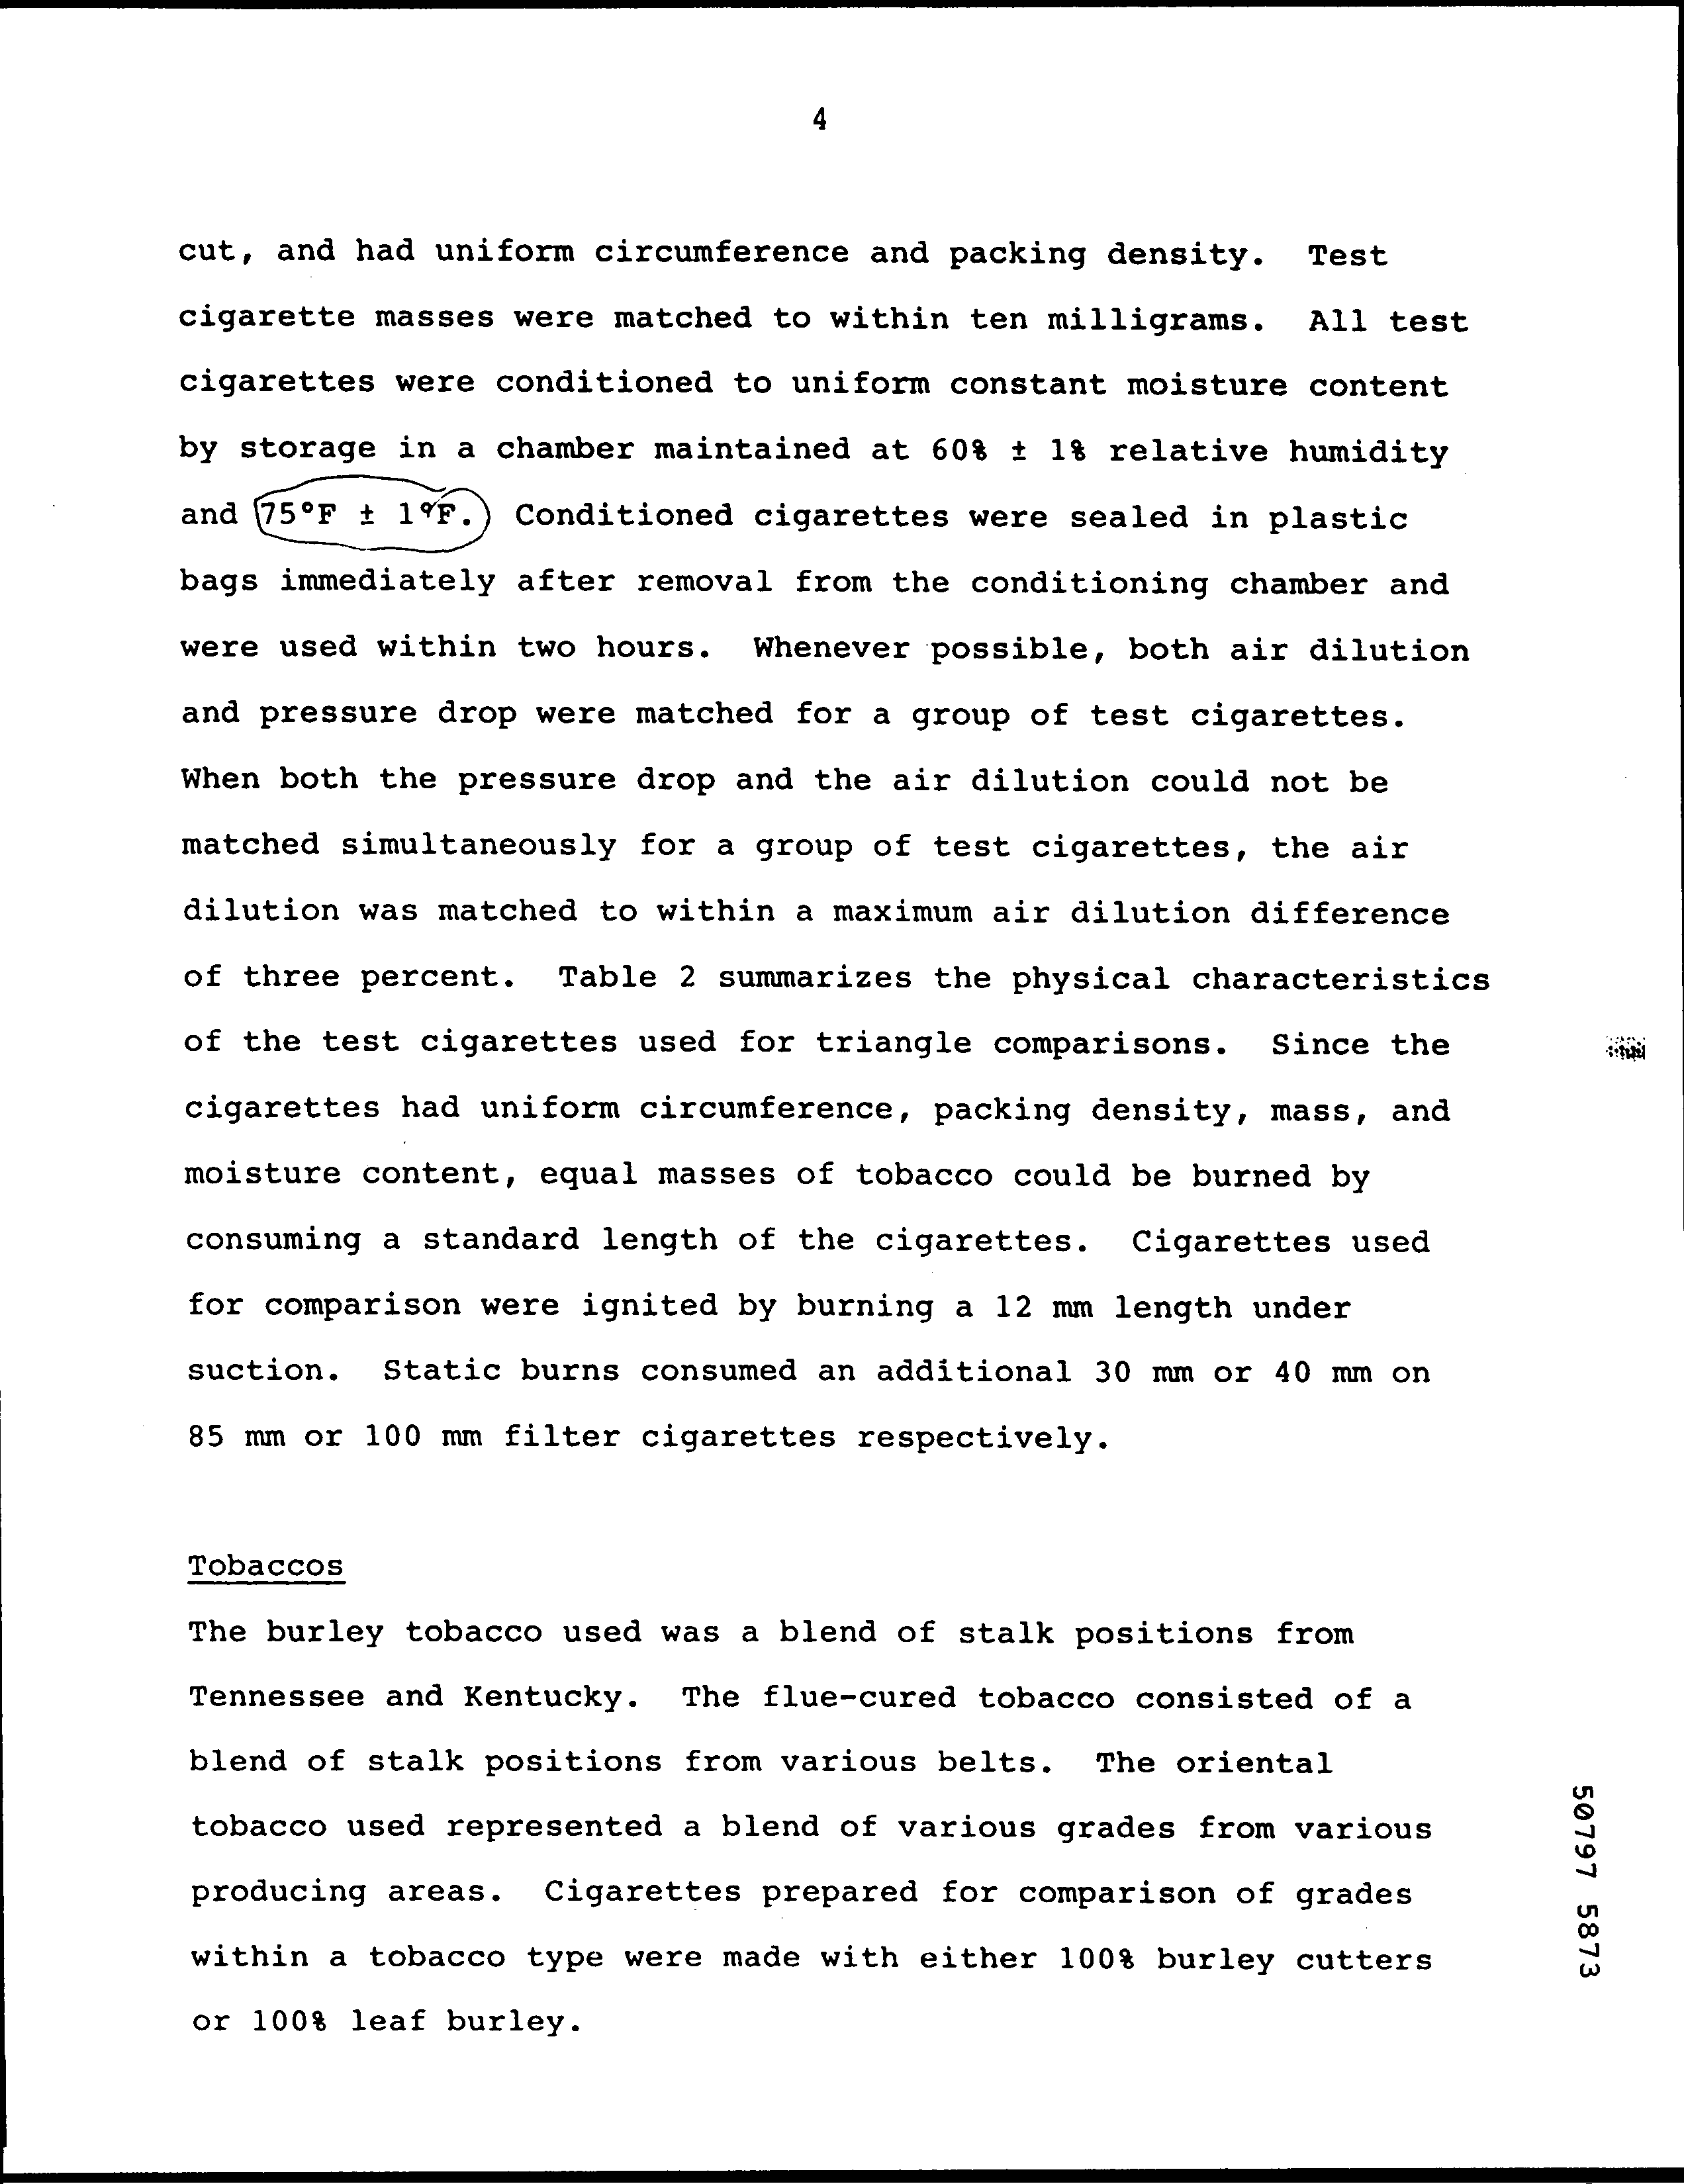 4
cut, and had uniform circumference and packing density. Test
cigarette masses were matched to within ten milligrams. All test
cigarettes were conditioned to uniform constant moisture content
by storage in a chamber maintained at 60% ± 1% relative humidity
and 75°F ± 1°F. Conditioned cigarettes were sealed in plastic
bags immediately after removal from the conditioning chamber and
were used within two hours. Whenever possible, both air dilution
and pressure drop were matched for a group of test cigarettes.
When both the pressure drop and the air dilution could not be
matched simultaneously for a group of test cigarettes, the air
dilution was matched to within a maximum air dilution difference
of three percent. Table 2 summarizes the physical characteristics
of the test cigarettes used for triangle comparisons. Since the
cigarettes had uniform circumference, packing density, mass, and
moisture content, equal masses of tobacco could be burned by
consuming a standard length of the cigarettes. Cigarettes used
for comparison were ignited by burning a 12 mm length under
suction. Static burns consumed an additional 30 mm or 40 mm on
85 mm or 100 mm filter cigarettes respectively.
Tobaccos
The burley tobacco used was a blend of stalk positions from
Tennessee and Kentucky. The flue-cured tobacco consisted of a
blend of stalk positions from various belts. The oriental
tobacco used represented a blend of various grades from various
producing areas. Cigarettes prepared for comparison of grades
within a tobacco type were made with either 100% burley cutters
or 100% leaf burley.
50797 5873